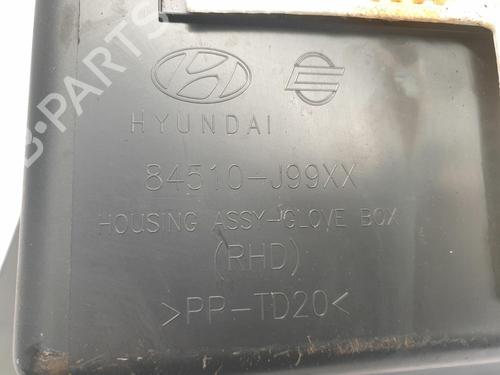 HYUNDAI
84510-J99XX
HOUSING ASSY-GLOVE BOX
(RHD)
>PP-TD20<
B-PARTS